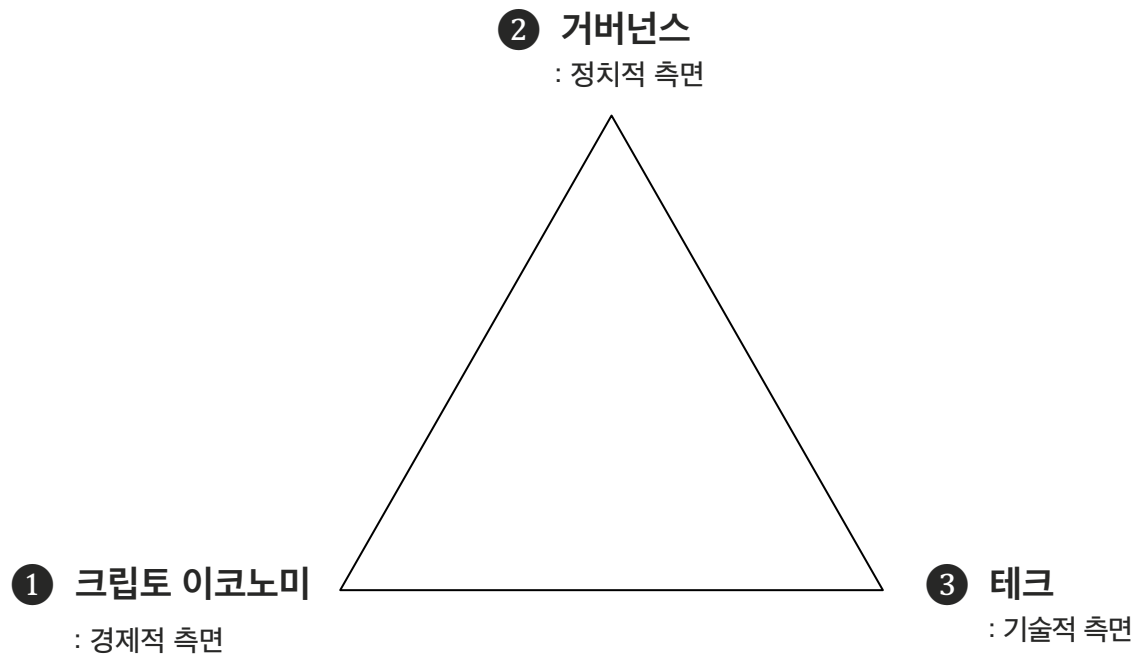 ❷ 거버넌스
: 정치적 측면
❶ 크립토 이코노미
: 경제적 측면
❸ 테크
: 기술적 측면